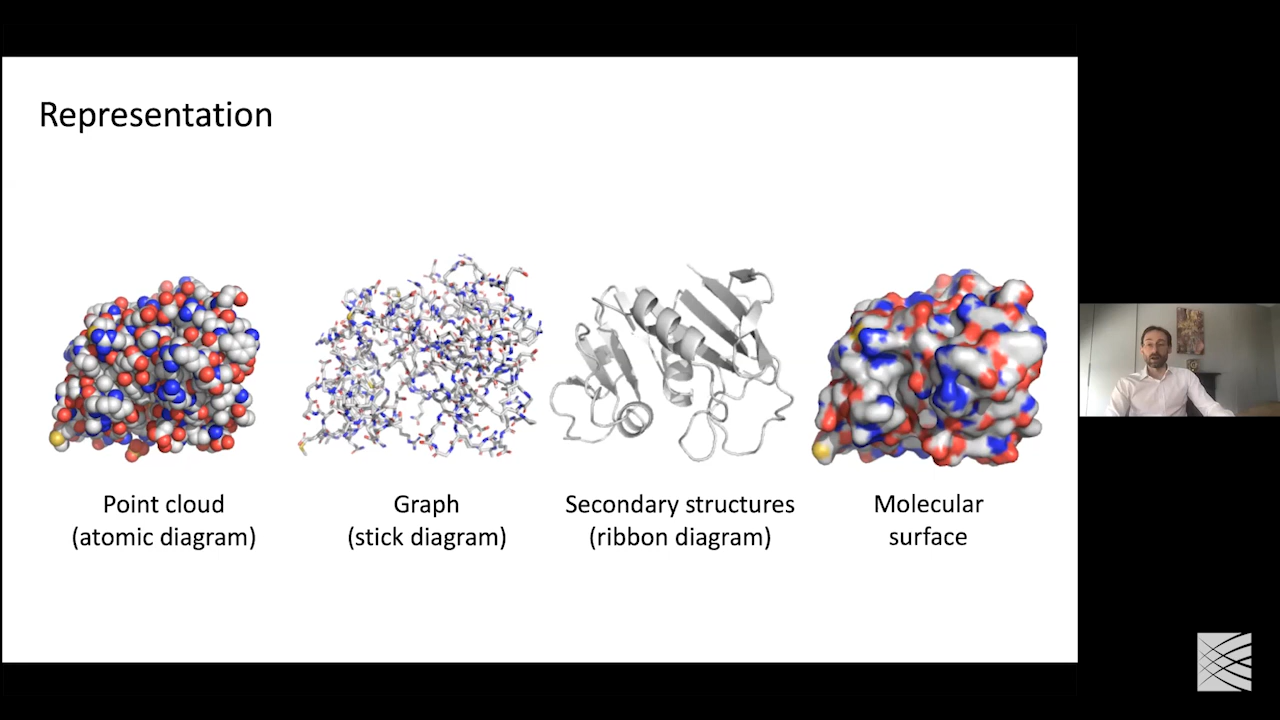 Representation
Point cloud
(atomic diagram)
Graph
(stick diagram)
Secondary structures
(ribbon diagram)
Molecular
surface